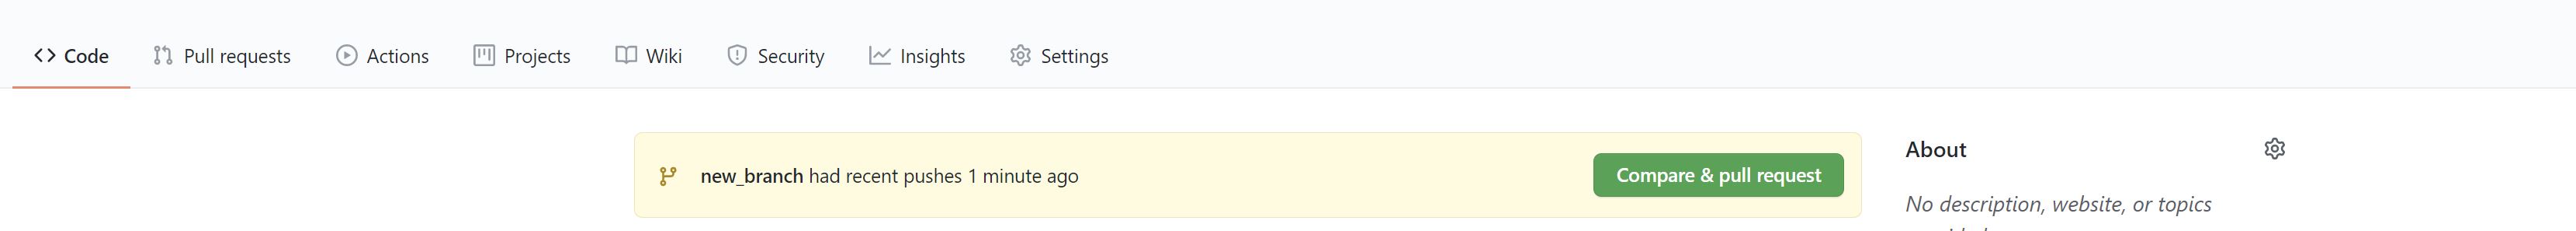 Code Pull requests Actions Projects Wiki Security Insights Settings
new_branch had recent pushes 1 minute ago Compare & pull request
About
No description, website, or topics